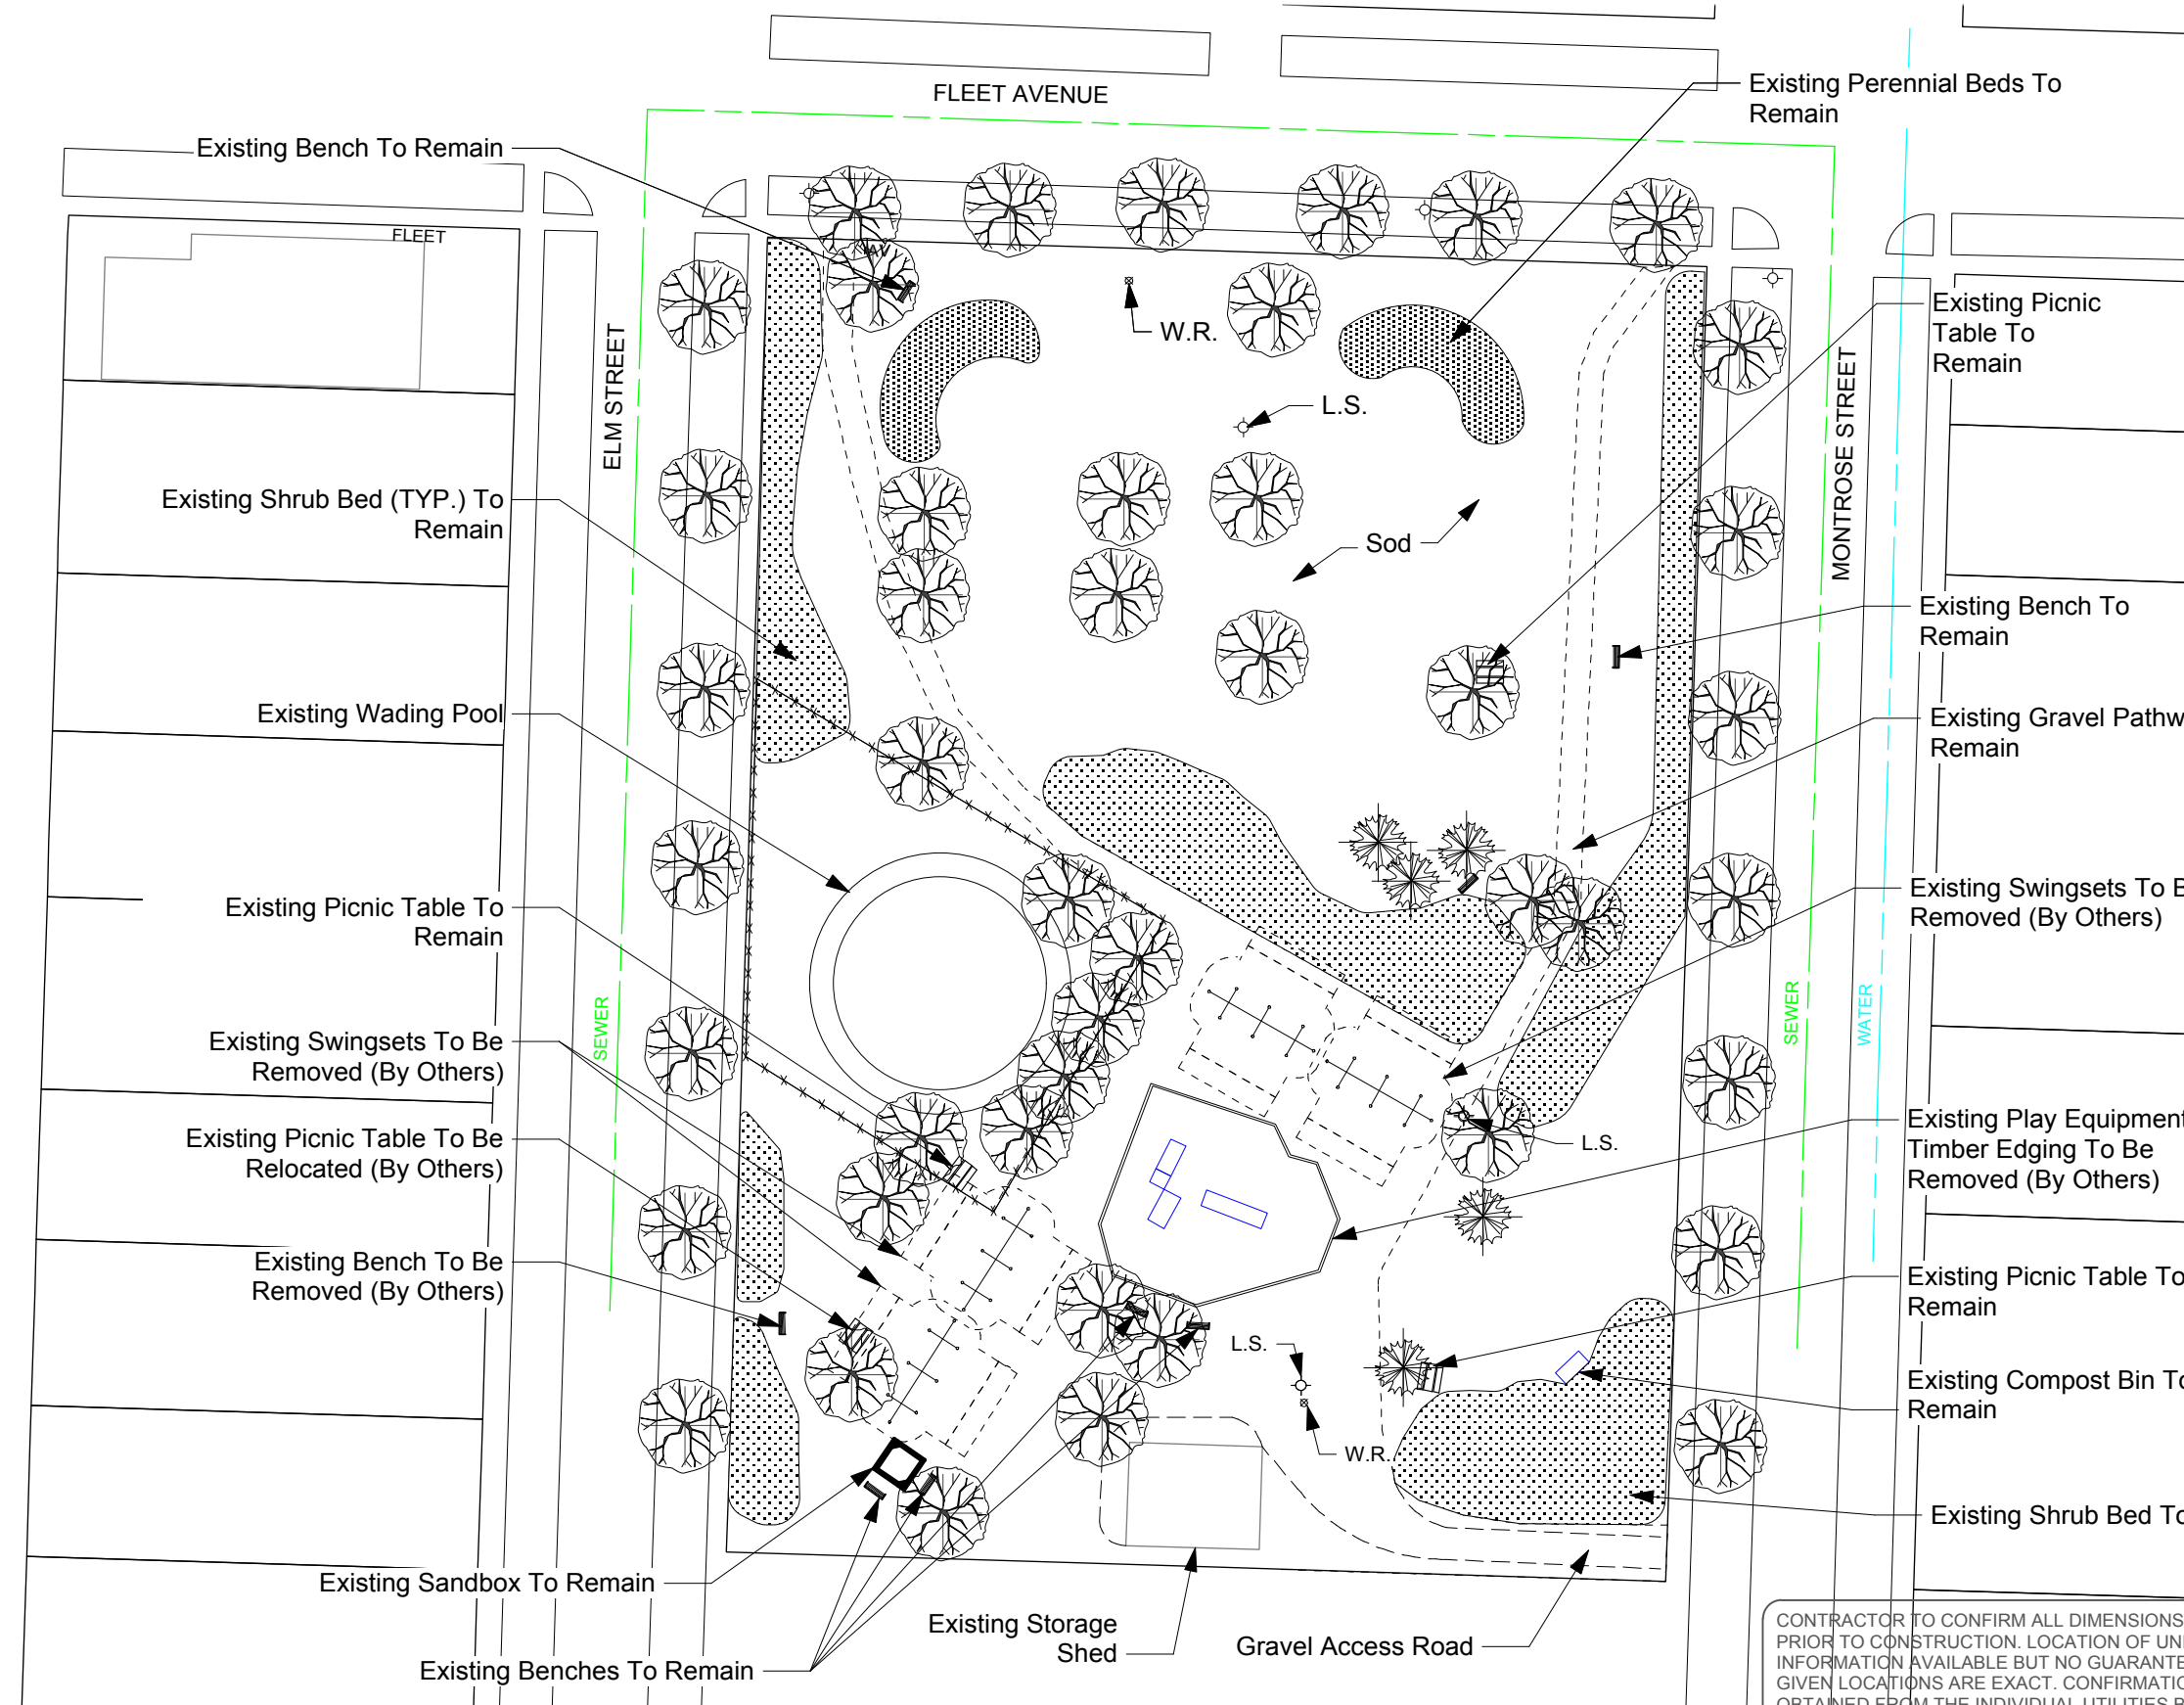 FLEET AVENUE
Existing Perennial Beds To
Remain
Existing Bench To Remain
FLEET
Existing Picnic
Table To
Remain
W.R.
ELM STREET
MONTROSE STREET
L.S.
Existing Shrub Bed (TYP.) To
Remain
Sod
Existing Bench To
Remain
Existing Wading Pool
Existing Gravel Pathw
Remain
Existing Picnic Table To
Remain
Existing Swingsets To B
Removed (By Others)
SEWER
SEWER
WATER
Existing Swingsets To Be
Removed (By Others)
Existing Picnic Table To Be
Relocated (By Others)
L.S.
Existing Play Equipment
Timber Edging To Be
Removed (By Others)
Existing Bench To Be
Removed (By Others)
Existing Picnic Table To
Remain
L.S.
Existing Compost Bin To
Remain
W.R.
Existing Shrub Bed To
Existing Sandbox To Remain
Existing Storage
Shed
Gravel Access Road
Existing Benches To Remain
CONTRACTOR TO CONFIRM ALL DIMENSIONS
PRIOR TO CONSTRUCTION. LOCATION OF UN
INFORMATION AVAILABLE BUT NO GUARANTE
GIVEN LOCATIONS ARE EXACT. CONFIRMATIO
OBTAINED FROM THE INDIVIDUAL UTILITIES